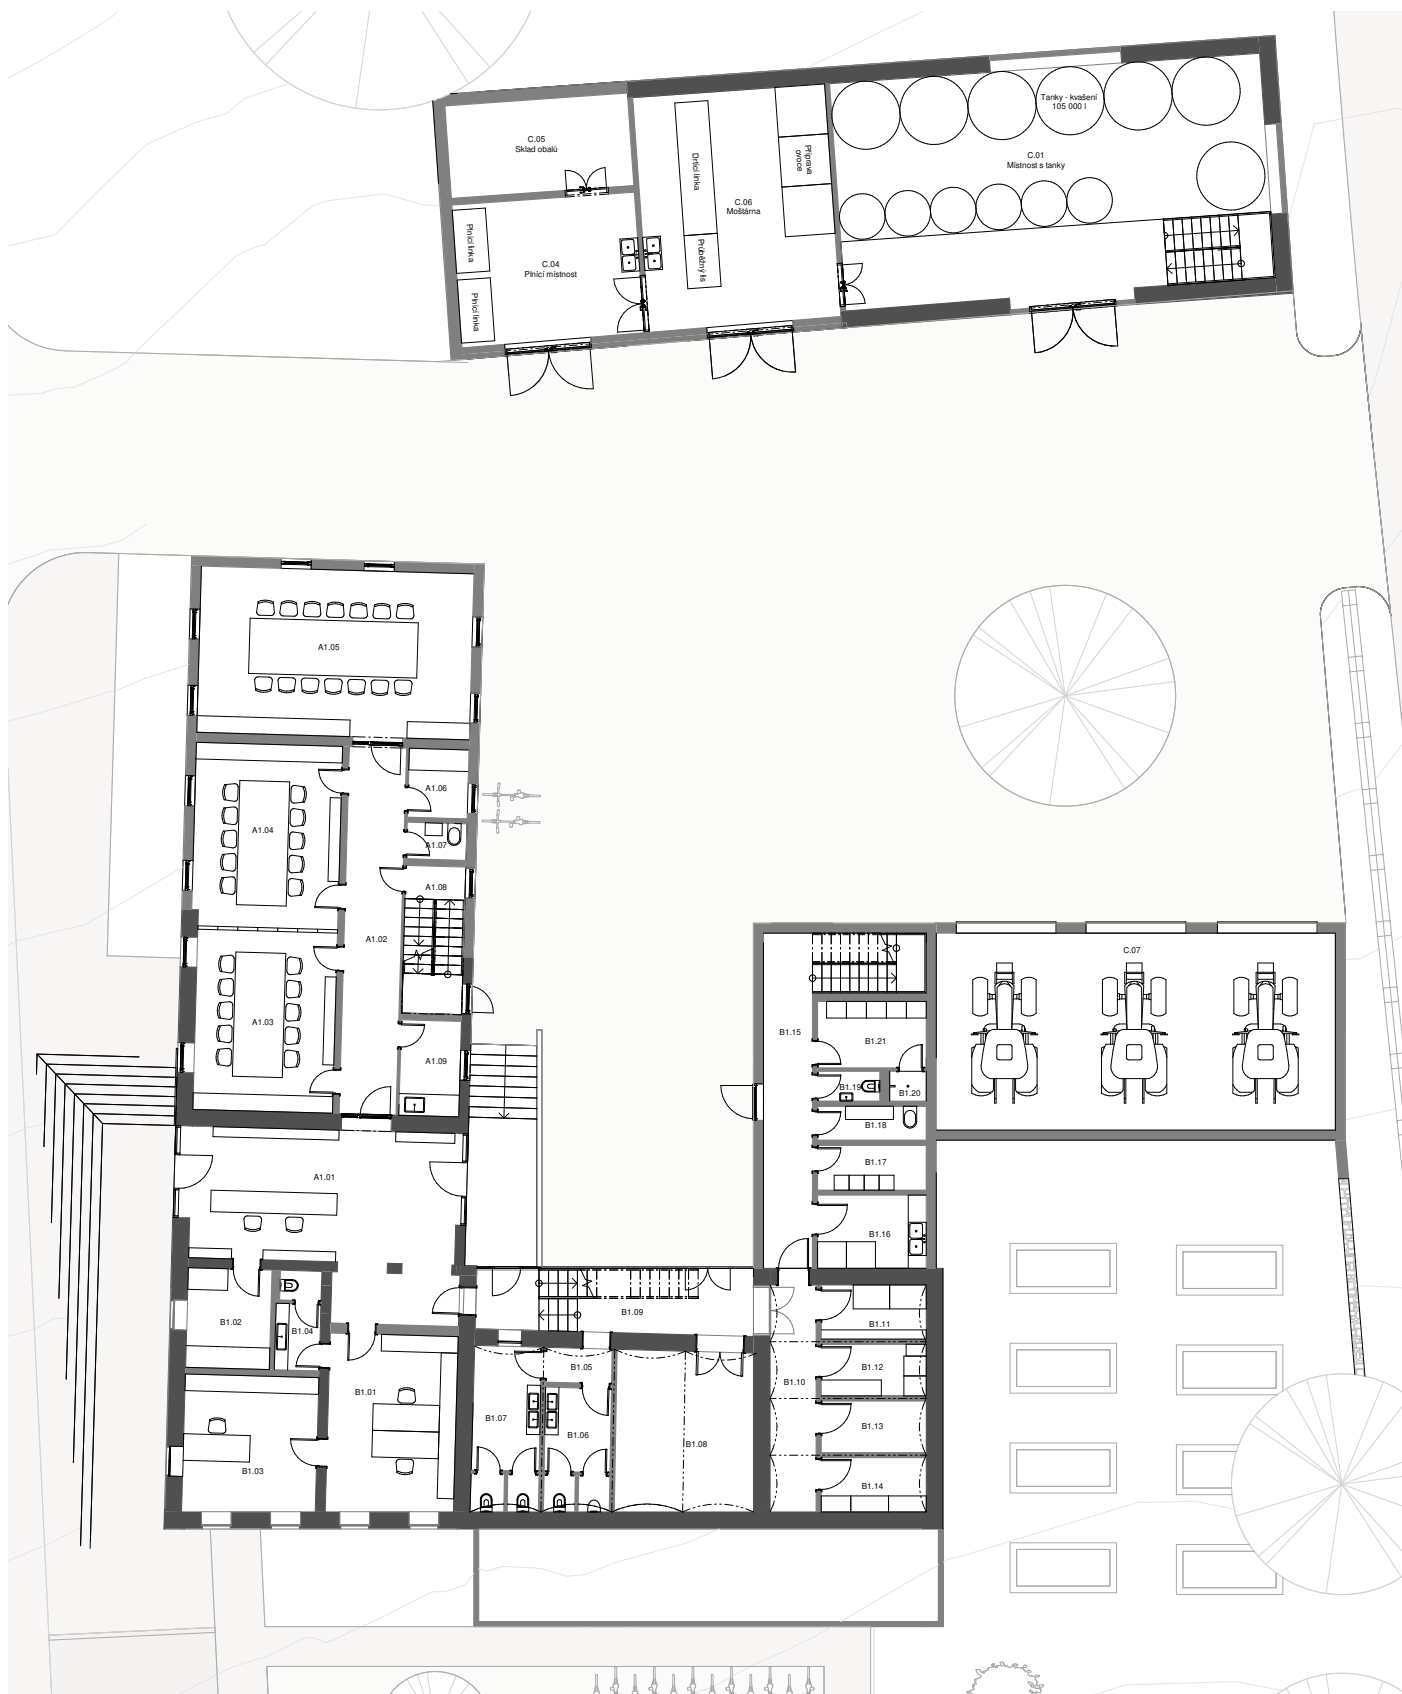 Tanky - kvašení
105 000 l
C.05
Sklad obalů
Drtící linka
Příprava
ovoce
C.01
Místnost s tanky
C.06
Moštárna
Plnící linka
Průběžný lis
C.04
Plnící místnost
Plnící linka
A1.05
A1.06
A1.04
A1.07
A1.08
A1.02
C.07
A1.03
B1.15
B1.21
A1.09
B1.19
B1.20
B1.18
B1.17
A1.01
B1.16
B1.09
B1.02
B1.04
B1.11
B1.05
B1.12
B1.10
B1.01
B1.07
B1.06
B1.13
B1.08
B1.03
B1.14